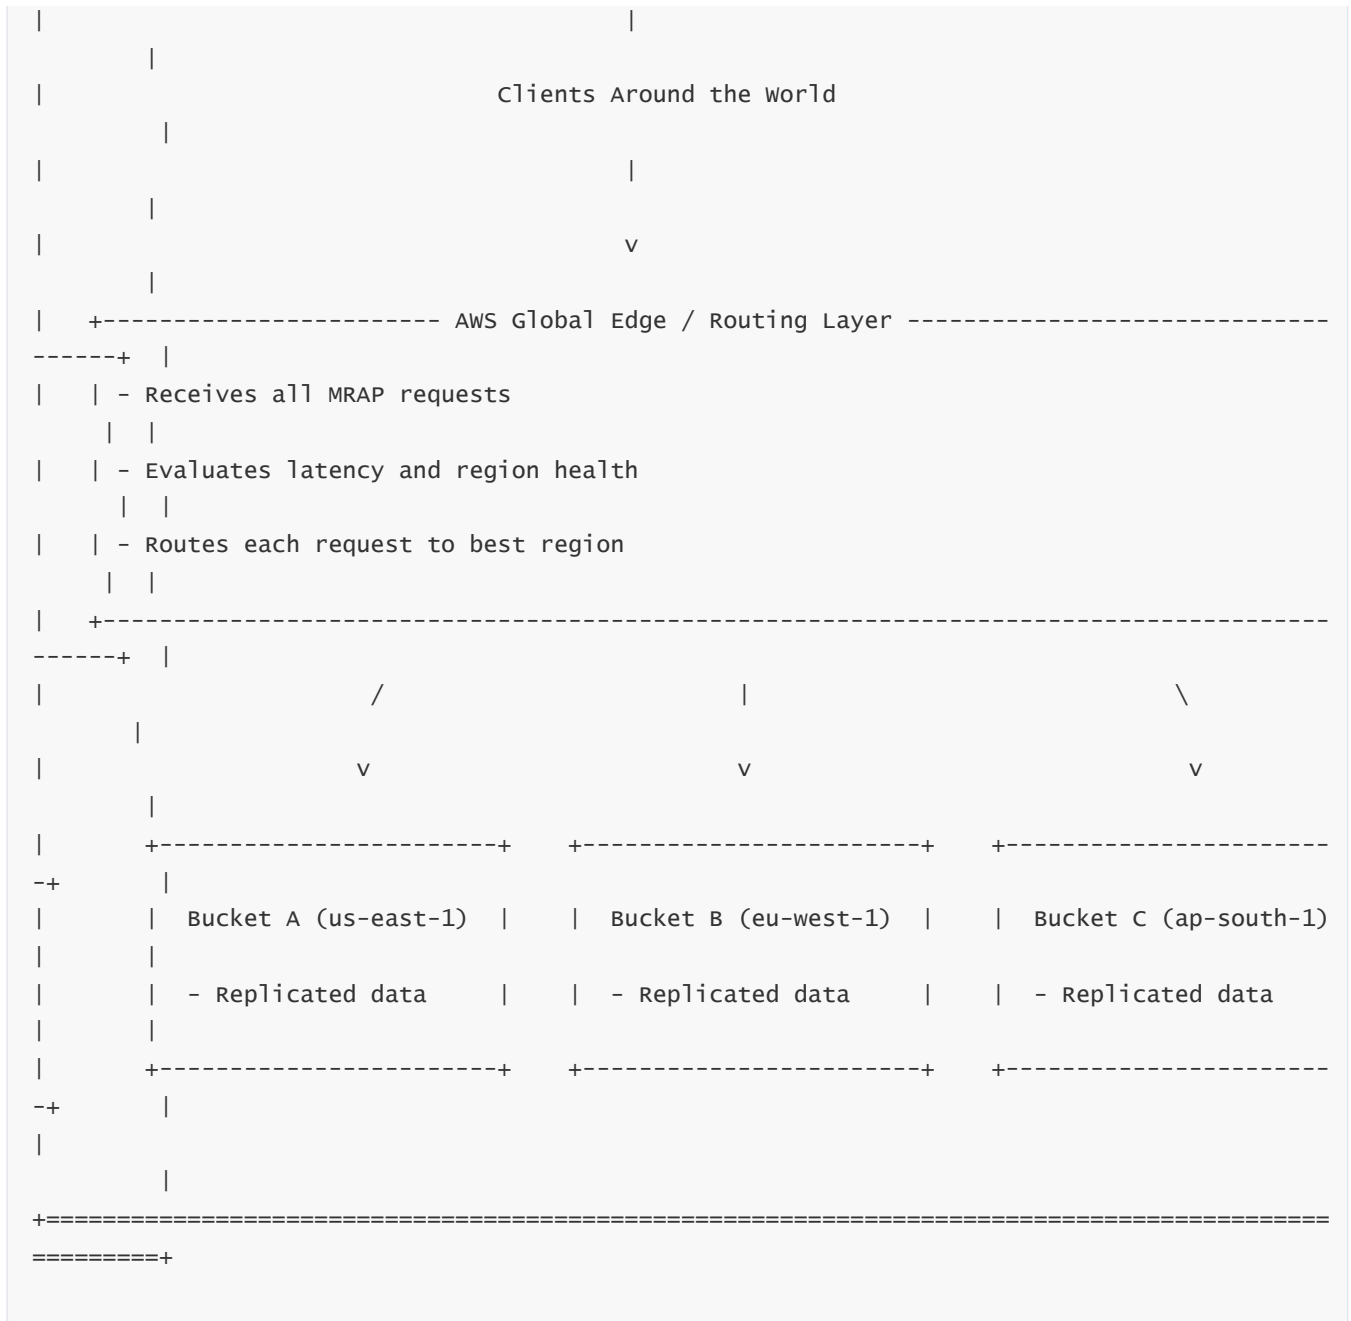 |                                         |
        |
|                                Clients Around the World
         |
|                                         |
        |
|                                         v
        |
|   +------------------------ AWS Global Edge / Routing Layer ------------------------------
------+  |
|   | - Receives all MRAP requests
     |  |
|   | - Evaluates latency and region health
      |  |
|   | - Routes each request to best region
     |  |
|   +---------------------------------------------------------------------------------------
------+  |
|                       /                         |                              \
       |
|                      v                          v                               v
        |
|       +------------------------+    +------------------------+    +-----------------------
-+       |
|       |  Bucket A (us-east-1)  |    |  Bucket B (eu-west-1)  |    |  Bucket C (ap-south-1)
|       |
|       |  - Replicated data     |    |  - Replicated data     |    |  - Replicated data
|       |
|       +------------------------+    +------------------------+    +-----------------------
-+       |
|
         |
+===========================================================================================
=========+